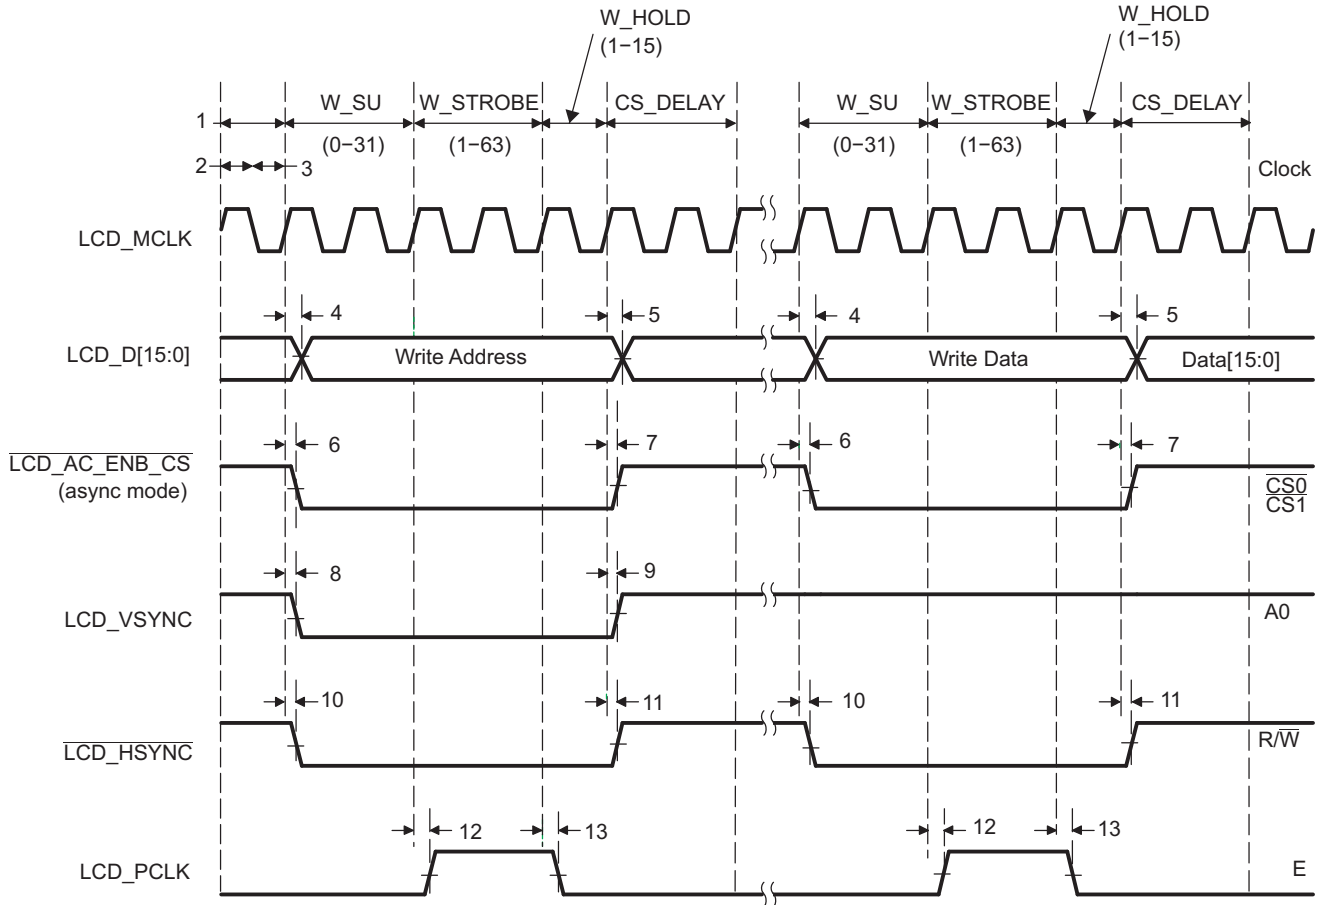 W_HOLD
(1−15)
W_HOLD
(1−15)
1
W_SU
W_STROBE
CS_DELAY
W_SU
W_STROBE
CS_DELAY
(0−31)
(1−63)
(0−31)
(1−63)
2
3
Clock
LCD_MCLK
4
5
4
5
LCD_D[15:0]
Write Address
Write Data
Data[15:0]
6
7
6
7
LCD_AC_ENB_CS
(async mode)
CS0
CS1
8
9
LCD_VSYNC
A0
10
11
10
11
LCD_HSYNC
R/W
12
13
12
13
LCD_PCLK
E